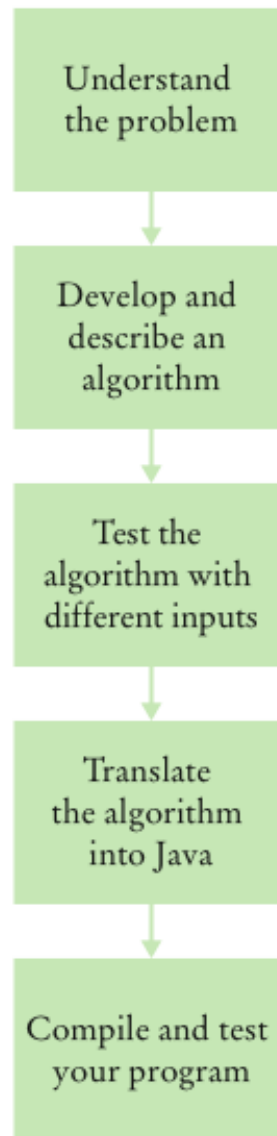 Understand
the problem
Develop and
describe an
algorithm
Test the
algorithm with
different inputs
Translate
the algorithm
into Java
Compile and test
your program